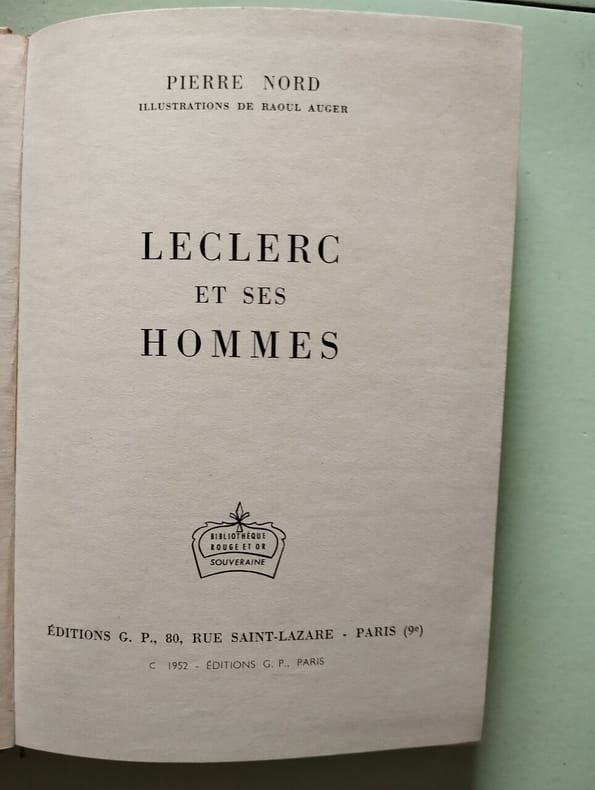 PIERRE NORD
ILLUSTRATIONS DE RAOUL AUGER
LECLERC
ET SES
HOMMES
BIBLIOTHÈQUE
ROUGE ET OR
SOUVERAINE
ÉDITIONS G. P., 80, RUE SAINT-LAZARE - PARIS (9e)
C 1952 - ÉDITIONS G. P., PARIS